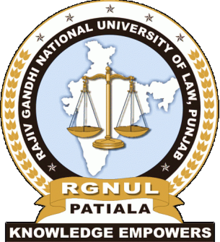 RAJIV GANDHI NATIONAL UNIVERSITY OF LAW, PUNJAB
RGNUL
PATIALA
KNOWLEDGE EMPOWERS